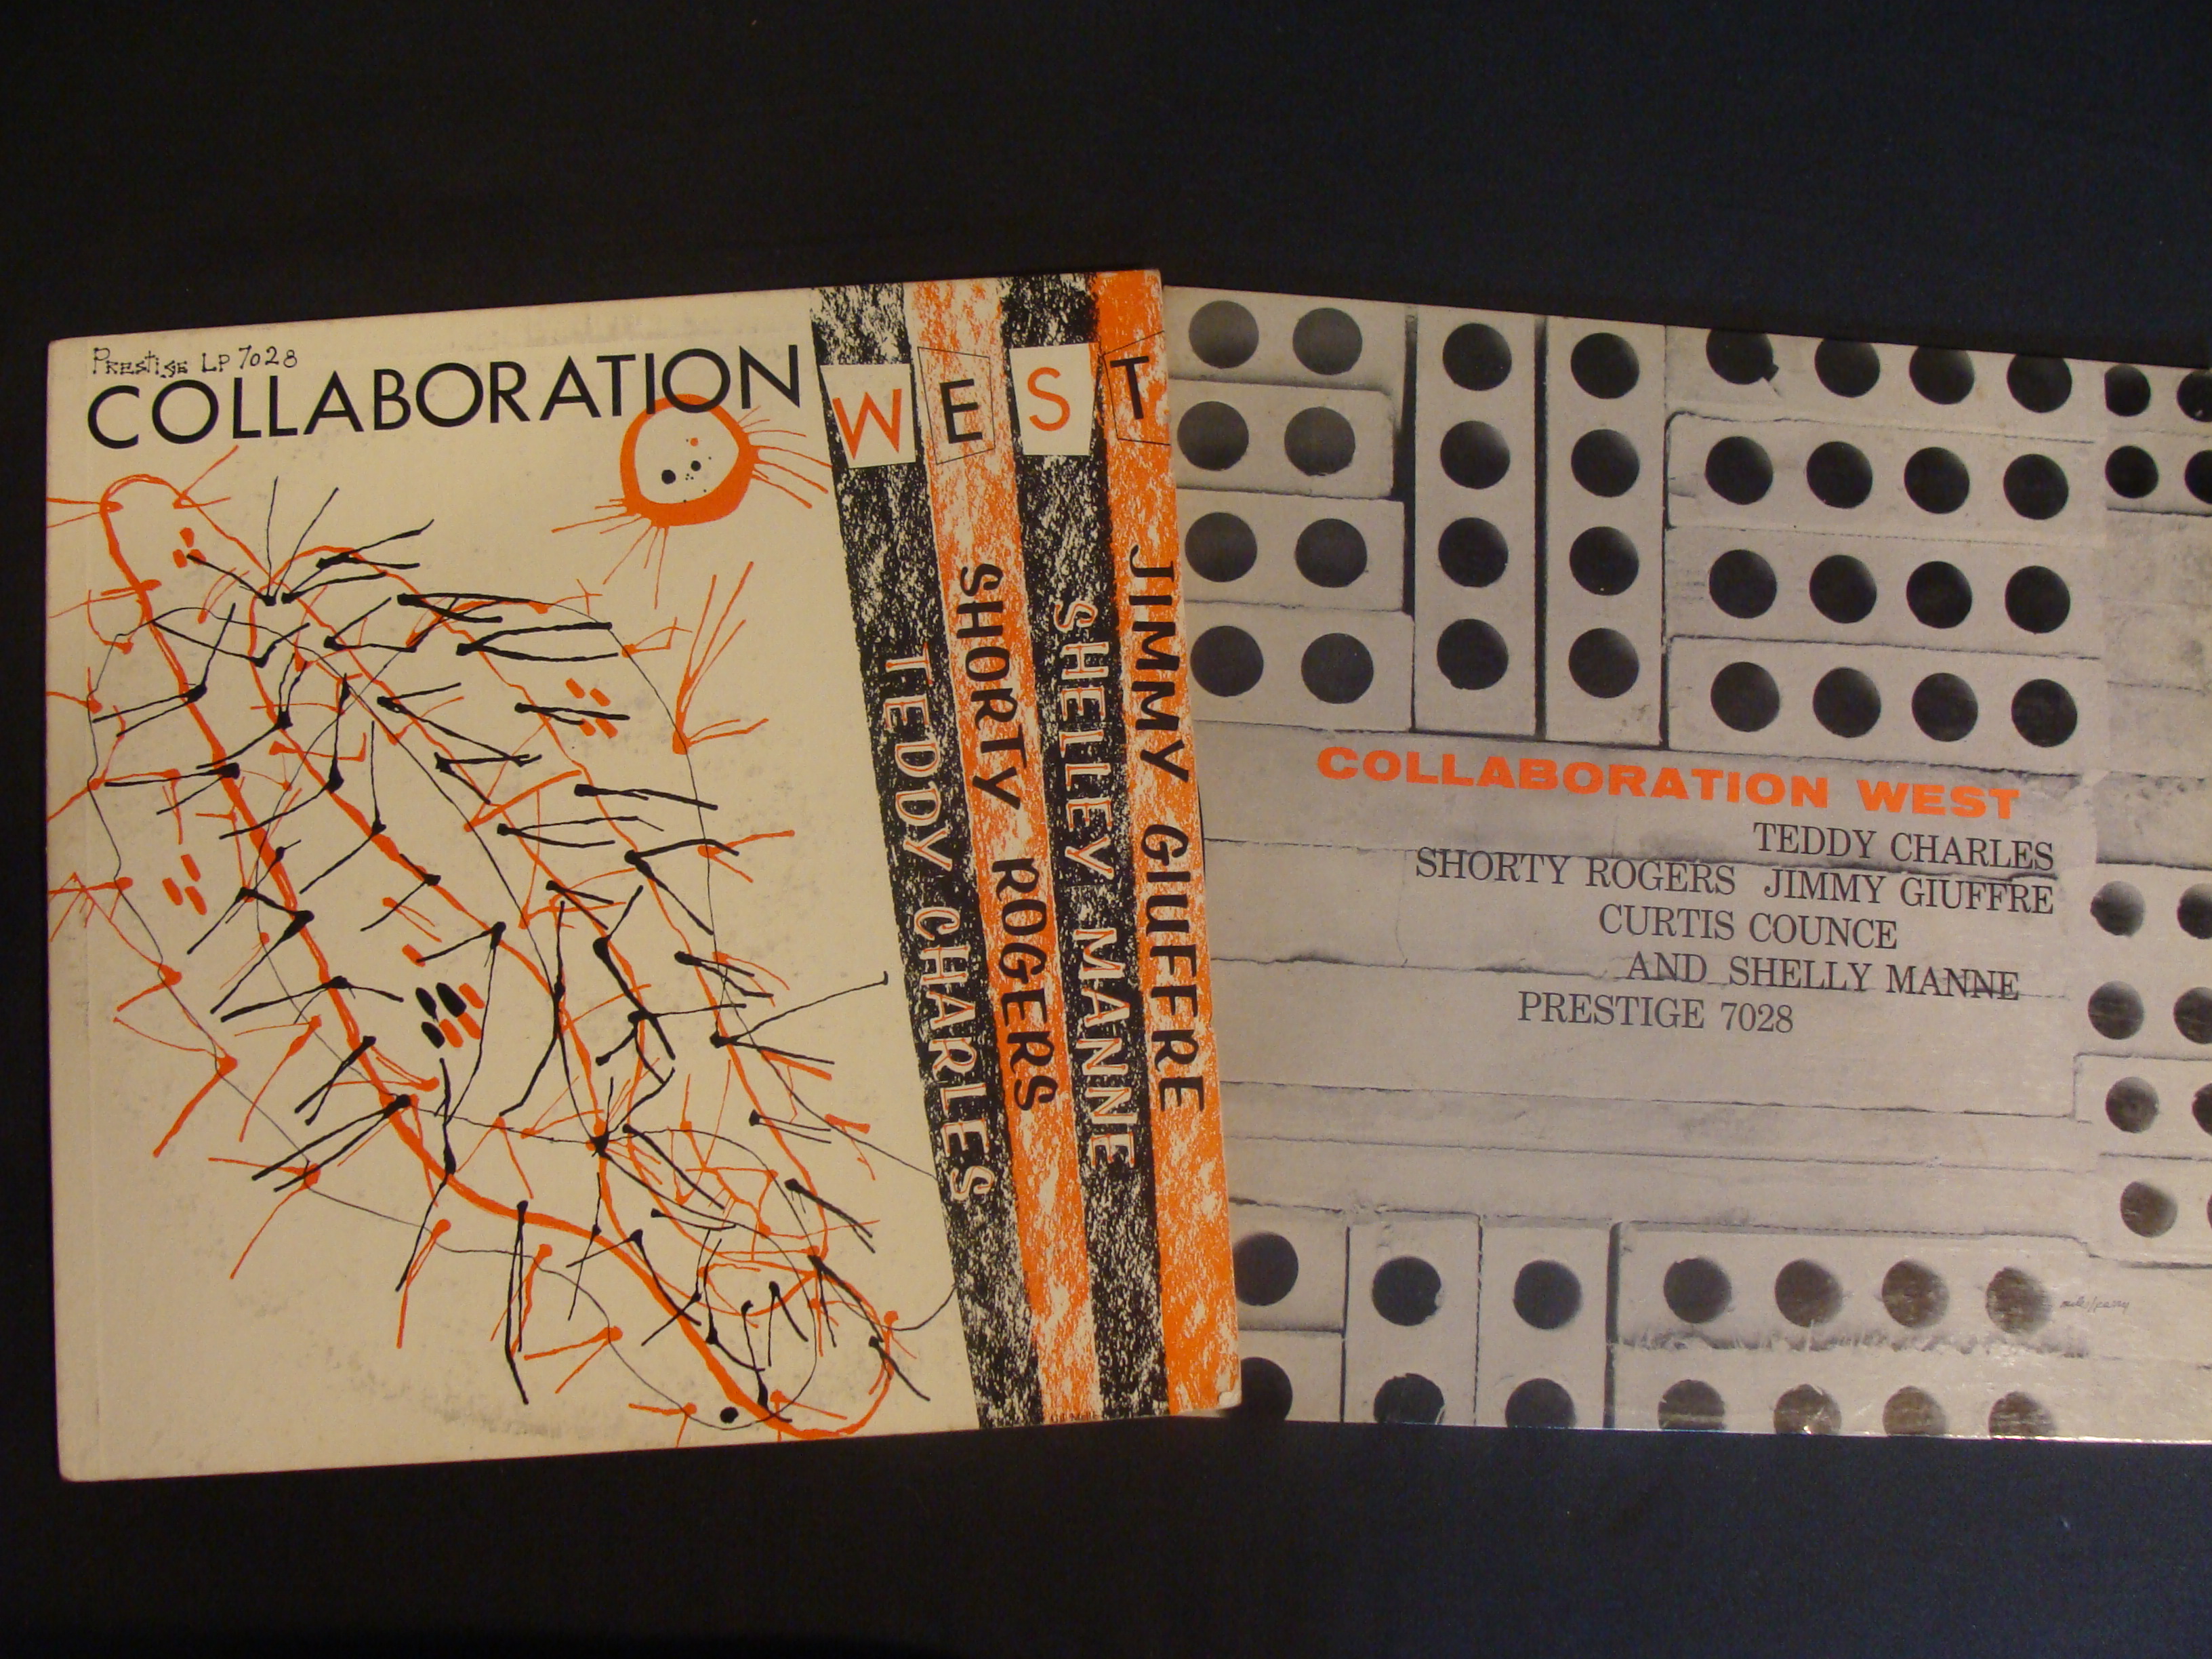 PRESTIGE LP 7028
COLLABORATION WEST
TEDDY CHARLES
SHORTY ROGERS
SHELLEY MANNE
JIMMY GIUFFRE
COLLABORATION WEST
TEDDY CHARLES
SHORTY ROGERS JIMMY GIUFFRE
CURTIS COUNCE
AND SHELLY MANNE
PRESTIGE 7028